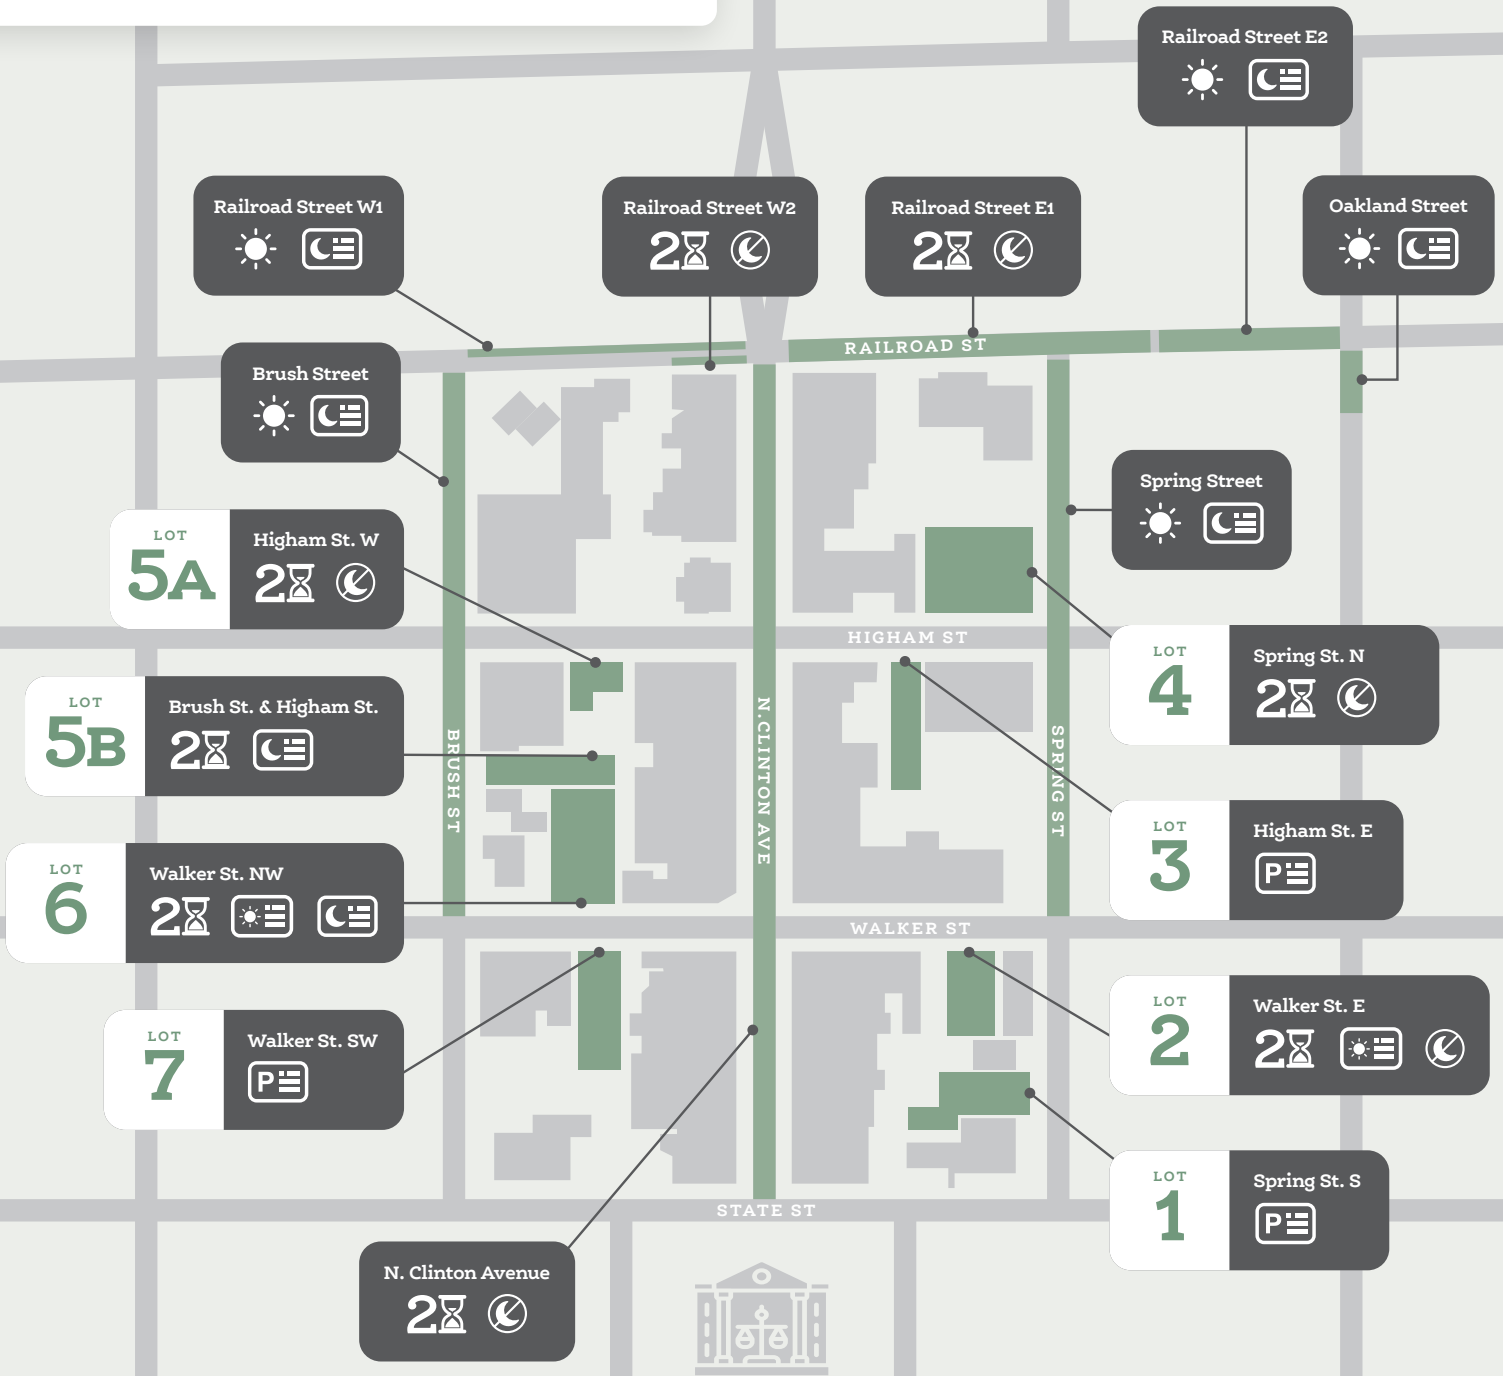 Railroad Street E2
Railroad Street W1
Railroad Street W2
2
Railroad Street E1
2
Oakland Street
RAILROAD ST
Brush Street
Spring Street
LOT
5A
Higham St. W
2
HIGHAM ST
LOT
4
Spring St. N
2
LOT
5B
Brush St. & Higham St.
2
BRUSH ST
N.CLINTON AVE
SPRING ST
LOT
3
Higham St. E
P
LOT
6
Walker St. NW
2
WALKER ST
LOT
2
Walker St. E
2
LOT
7
Walker St. SW
P
LOT
1
Spring St. S
P
STATE ST
N. Clinton Avenue
2